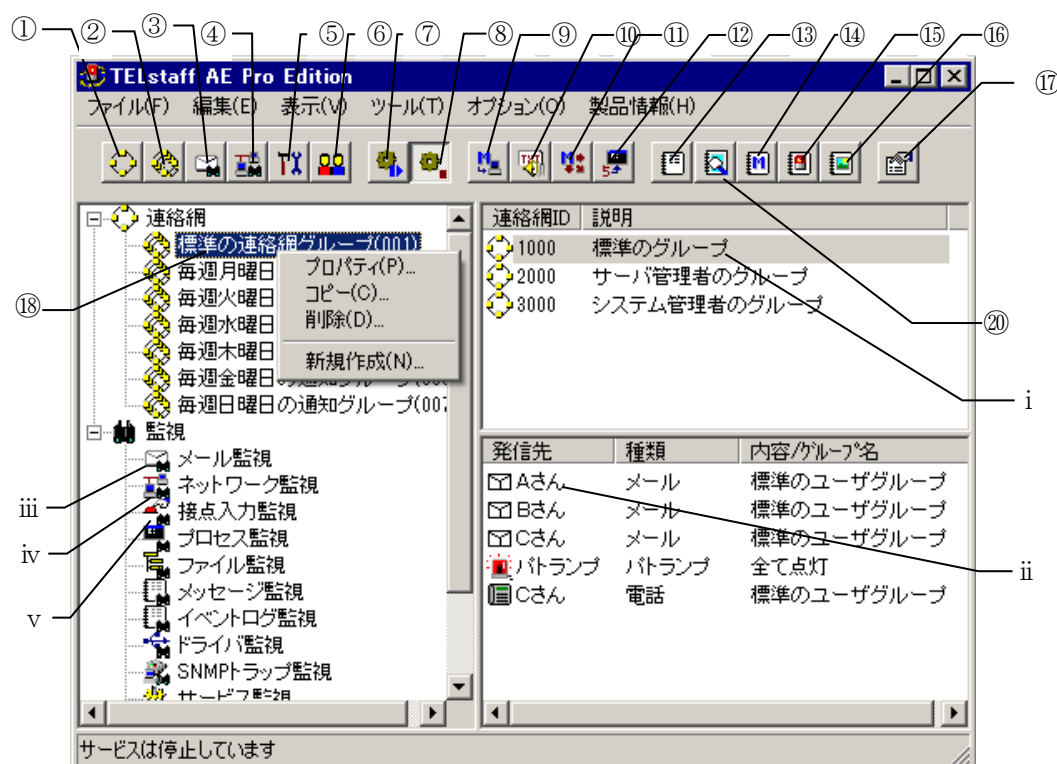 ① ② ③ ④ ⑤ ⑥ ⑦ ⑧ ⑨ ⑩ ⑪ ⑫ ⑬ ⑭ ⑮ ⑯ ⑰
TELstaff AE Pro Edition
ファイル(F) 編集(E) 表示(V) ツール(T) オプション(O) 製品情報(H)
連絡網
標準の連絡網グループ(001)
毎週月曜日
毎週火曜日
毎週水曜日
毎週木曜日
毎週金曜日の通知グループ
毎週日曜日の通知グループ(007
プロパティ(P)...
コピー(C)...
削除(D)...
新規作成(N)...
⑱
監視
メール監視
ネットワーク監視
接点入力監視
プロセス監視
ファイル監視
メッセージ監視
イベントログ監視
ドライバ監視
SNMPトラップ監視
サービス監視
iii
iv
v
連絡網ID 説明
1000 標準のグループ
2000 サーバ管理者のグループ
3000 システム管理者のグループ
⑳
i
発信先 種類 内容/グループ名
Aさん メール 標準のユーザグループ
Bさん メール 標準のユーザグループ
Cさん メール 標準のユーザグループ
パトランプ パトランプ 全て点灯
Cさん 電話 標準のユーザグループ
ii
サービスは停止しています